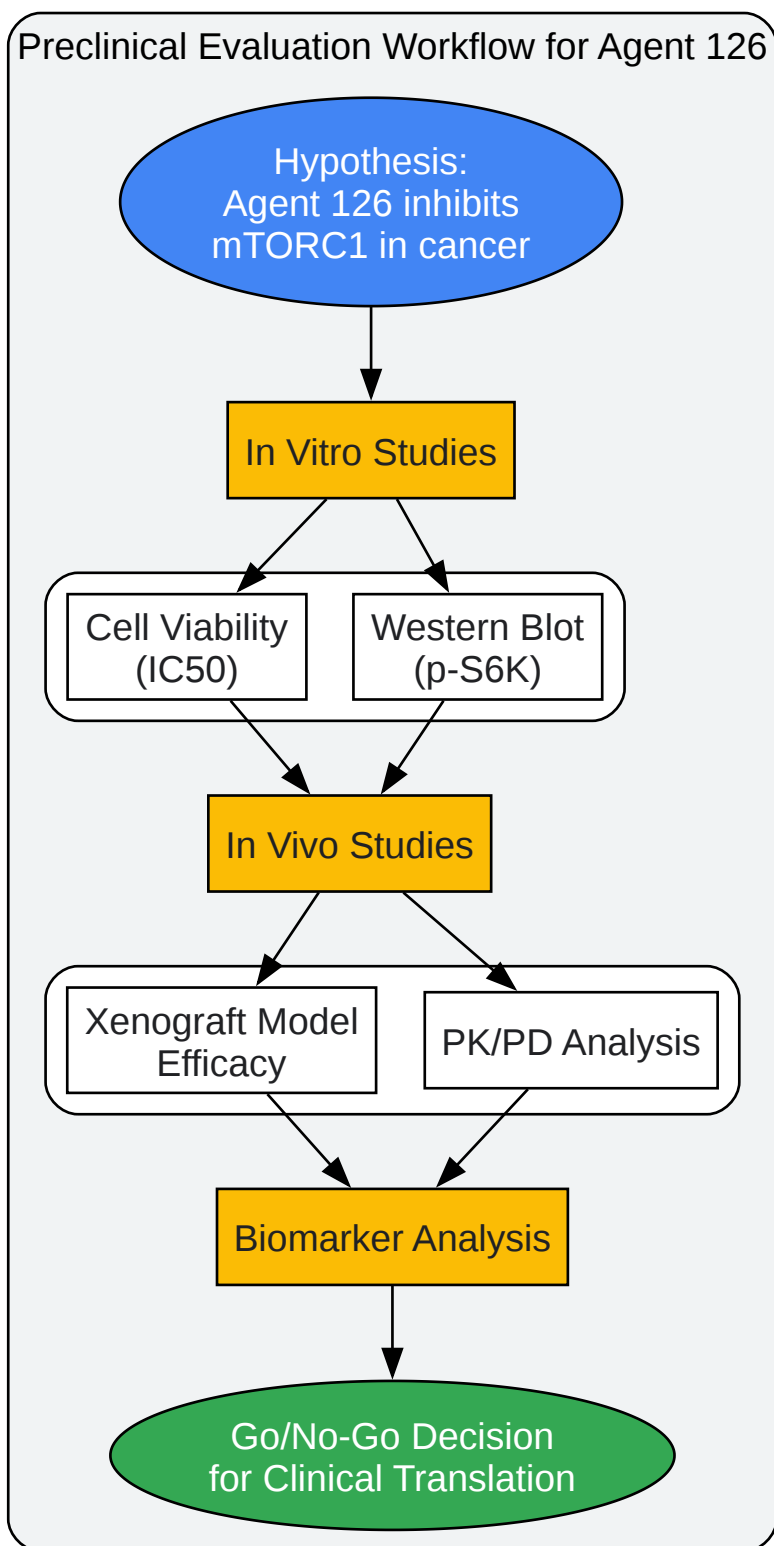 Preclinical Evaluation Workflow for Agent 126
Hypothesis:
Agent 126 inhibits
mTORC1 in cancer
In Vitro Studies
Cell Viability
(IC50)
Western Blot
(p-S6K)
In Vivo Studies
Xenograft Model
Efficacy
PK/PD Analysis
Biomarker Analysis
Go/No-Go Decision
for Clinical Translation